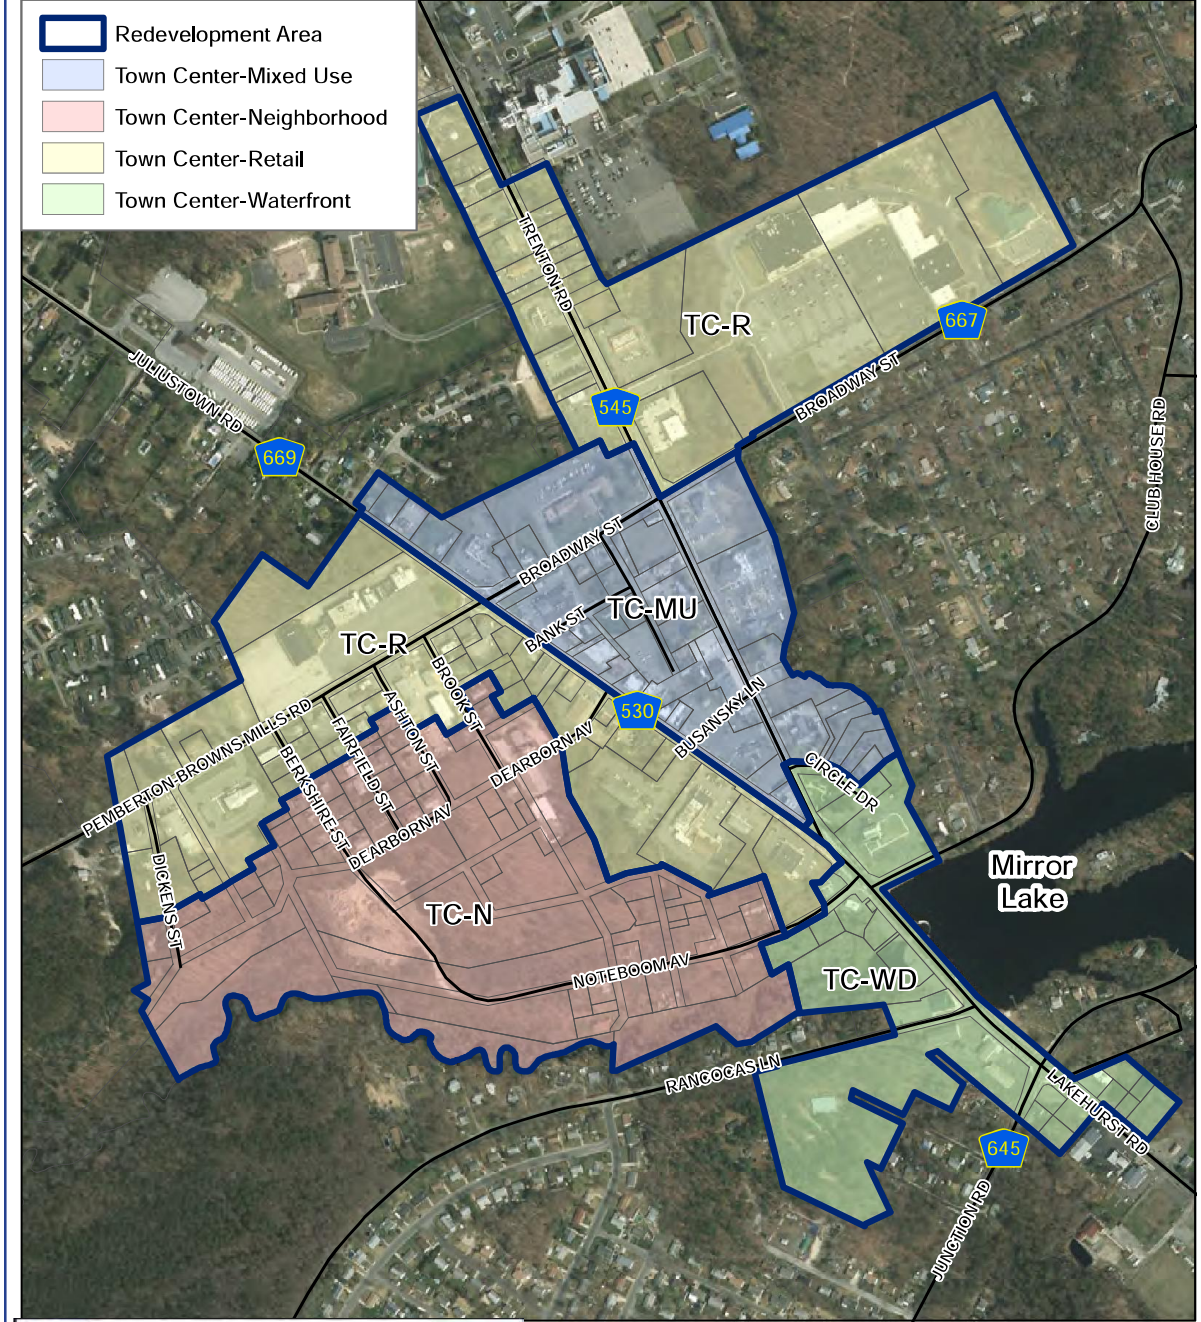 Redevelopment Area
Town Center-Mixed Use
Town Center-Neighborhood
Town Center-Retail
Town Center-Waterfront
TRENTON RD
TC-R
667
JULIUSTOWN RD
BROADWAY ST
545
CLUB HOUSE RD
669
BROADWAY ST
TC-MU
BANK ST
TC-R
BROOK ST
ASHTON ST
530
BUSANSKY LN
PEMBERTON-BROWNS MILLS RD
FAIRFIELD ST
DEARBORN AV
BERKSHIRE ST
CIRCLE DR
DEARBORN AV
Mirror
Lake
DICKENS ST
TC-N
NOTEBOOM AV
TC-WD
RANCOCAS LN
LAKEHURST RD
645
JUNCTION RD